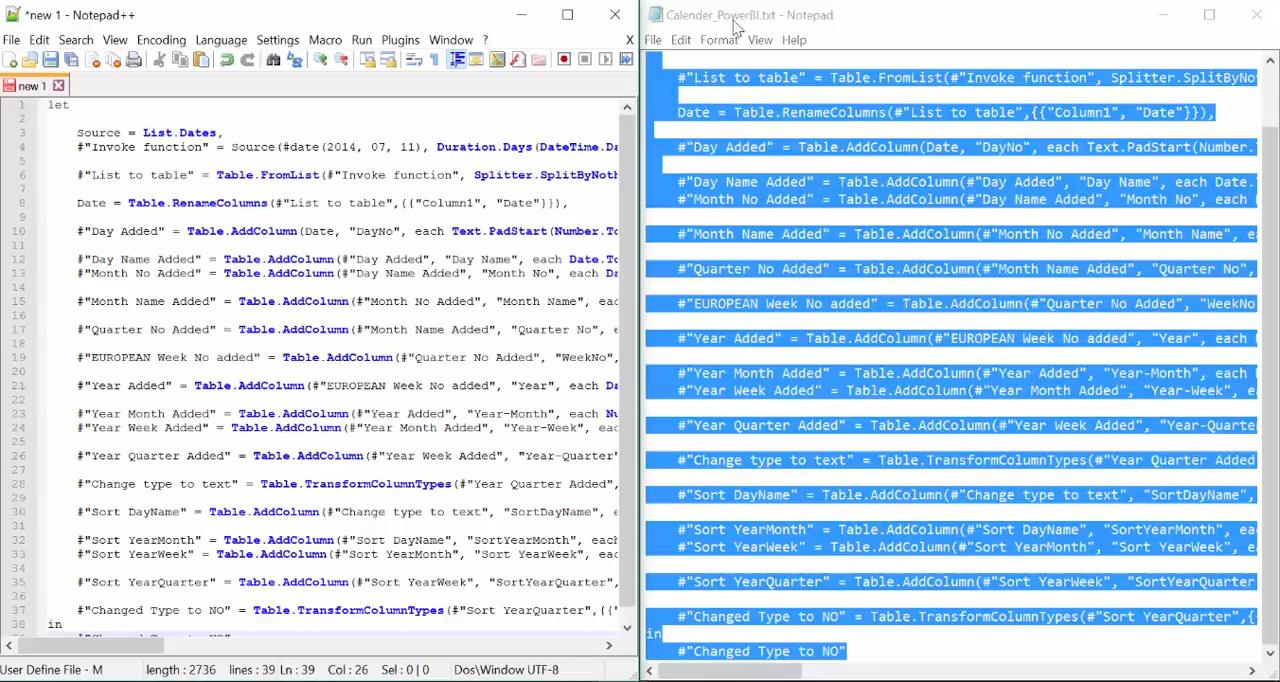 *new 1 - Notepad++
File Edit Search View Encoding Language Settings Macro Run Plugins Window ? X
new 1
1 let
2
3 Source = List.Dates,
4 #"Invoke function" = Source(#date(2014, 07, 11), Duration.Days(DateTime.Da
5
6 #"List to table" = Table.FromList(#"Invoke function", Splitter.SplitByNoth
7
8 Date = Table.RenameColumns(#"List to table",{{"Column1", "Date"}}),
9
10 #"Day Added" = Table.AddColumn(Date, "DayNo", each Text.PadStart(Number.To
11
12 #"Day Name Added" = Table.AddColumn(#"Day Added", "Day Name", each Date.To
13 #"Month No Added" = Table.AddColumn(#"Day Name Added", "Month No", each Da
14
15 #"Month Name Added" = Table.AddColumn(#"Month No Added", "Month Name", eac
16
17 #"Quarter No Added" = Table.AddColumn(#"Month Name Added", "Quarter No",
18
19 #"EUROPEAN Week No added" = Table.AddColumn(#"Quarter No Added", "WeekNo",
20
21 #"Year Added" = Table.AddColumn(#"EUROPEAN Week No added", "Year", each Da
22
23 #"Year Month Added" = Table.AddColumn(#"Year Added", "Year-Month", each Nu
24 #"Year Week Added" = Table.AddColumn(#"Year Month Added", "Year-Week", eac
25
26 #"Year Quarter Added" = Table.AddColumn(#"Year Week Added", "Year-Quarter"
27
28 #"Change type to text" = Table.TransformColumnTypes(#"Year Quarter Added",
29
30 #"Sort DayName" = Table.AddColumn(#"Change type to text", "SortDayName", e
31
32 #"Sort YearMonth" = Table.AddColumn(#"Sort DayName", "SortYearMonth", each
33 #"Sort YearWeek" = Table.AddColumn(#"Sort YearMonth", "Sort YearWeek", eac
34
35 #"Sort YearQuarter" = Table.AddColumn(#"Sort YearWeek", "SortYearQuarter",
36
37 #"Changed Type to NO" = Table.TransformColumnTypes(#"Sort YearQuarter",{{"
38 in
User Define File - M length : 2736 lines : 39 Ln : 39 Col : 26 Sel : 0 | 0 Dos\Window UTF-8
Calender_PowerBI.txt - Notepad
File Edit Format View Help
#"List to table" = Table.FromList(#"Invoke function", Splitter.SplitByNot
Date = Table.RenameColumns(#"List to table",{{"Column1", "Date"}}),
#"Day Added" = Table.AddColumn(Date, "DayNo", each Text.PadStart(Number.T
#"Day Name Added" = Table.AddColumn(#"Day Added", "Day Name", each Date.T
#"Month No Added" = Table.AddColumn(#"Day Name Added", "Month No", each D
#"Month Name Added" = Table.AddColumn(#"Month No Added", "Month Name", ea
#"Quarter No Added" = Table.AddColumn(#"Month Name Added", "Quarter No",
#"EUROPEAN Week No added" = Table.AddColumn(#"Quarter No Added", "WeekNo
#"Year Added" = Table.AddColumn(#"EUROPEAN Week No added", "Year", each D
#"Year Month Added" = Table.AddColumn(#"Year Added", "Year-Month", each N
#"Year Week Added" = Table.AddColumn(#"Year Month Added", "Year-Week", ea
#"Year Quarter Added" = Table.AddColumn(#"Year Week Added", "Year-Quarte
#"Change type to text" = Table.TransformColumnTypes(#"Year Quarter Added
#"Sort DayName" = Table.AddColumn(#"Change type to text", "SortDayName",
#"Sort YearMonth" = Table.AddColumn(#"Sort DayName", "SortYearMonth", eac
#"Sort YearWeek" = Table.AddColumn(#"Sort YearMonth", "Sort YearWeek", ea
#"Sort YearQuarter" = Table.AddColumn(#"Sort YearWeek", "SortYearQuarter
#"Changed Type to NO" = Table.TransformColumnTypes(#"Sort YearQuarter",{
in
#"Changed Type to NO"